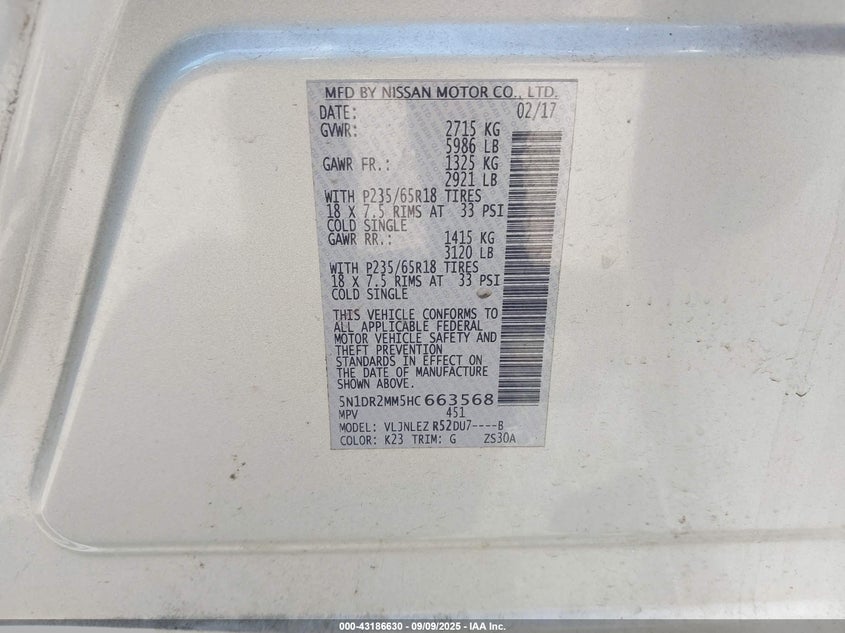 MFD BY NISSAN MOTOR CO., LTD.
DATE: 02/17
GVWR: 2715 KG
5986 LB
GAWR FR.: 1325 KG
2921 LB
WITH P235/65R18 TIRES
18 X 7.5 RIMS AT 33 PSI
COLD SINGLE
GAWR RR.: 1415 KG
3120 LB
WITH P235/65R18 TIRES
18 X 7.5 RIMS AT 33 PSI
COLD SINGLE
THIS VEHICLE CONFORMS TO
ALL APPLICABLE FEDERAL
MOTOR VEHICLE SAFETY AND
THEFT PREVENTION
STANDARDS IN EFFECT ON
THE DATE OF MANUFACTURE
SHOWN ABOVE.
5N1DR2MM5HC 663568
MPV 451
MODEL: VLJNLEZ R52DU7----B
COLOR: K23 TRIM: G ZS30A
000-43186630 - 09/09/2025 - IAA Inc.